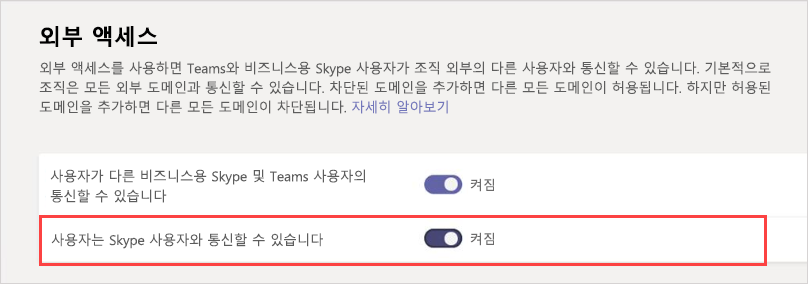 외부 액세스
외부 액세스를 사용하면 Teams와 비즈니스용 Skype 사용자가 조직 외부의 다른 사용자와 통신할 수 있습니다. 기본적으로
조직은 모든 외부 도메인과 통신할 수 있습니다. 차단된 도메인을 추가하면 다른 모든 도메인이 허용됩니다. 하지만 허용된
도메인을 추가하면 다른 모든 도메인이 차단됩니다. 자세히 알아보기
사용자가 다른 비즈니스용 Skype 및 Teams 사용자의
통신할 수 있습니다
켜짐
사용자는 Skype 사용자와 통신할 수 있습니다
켜짐